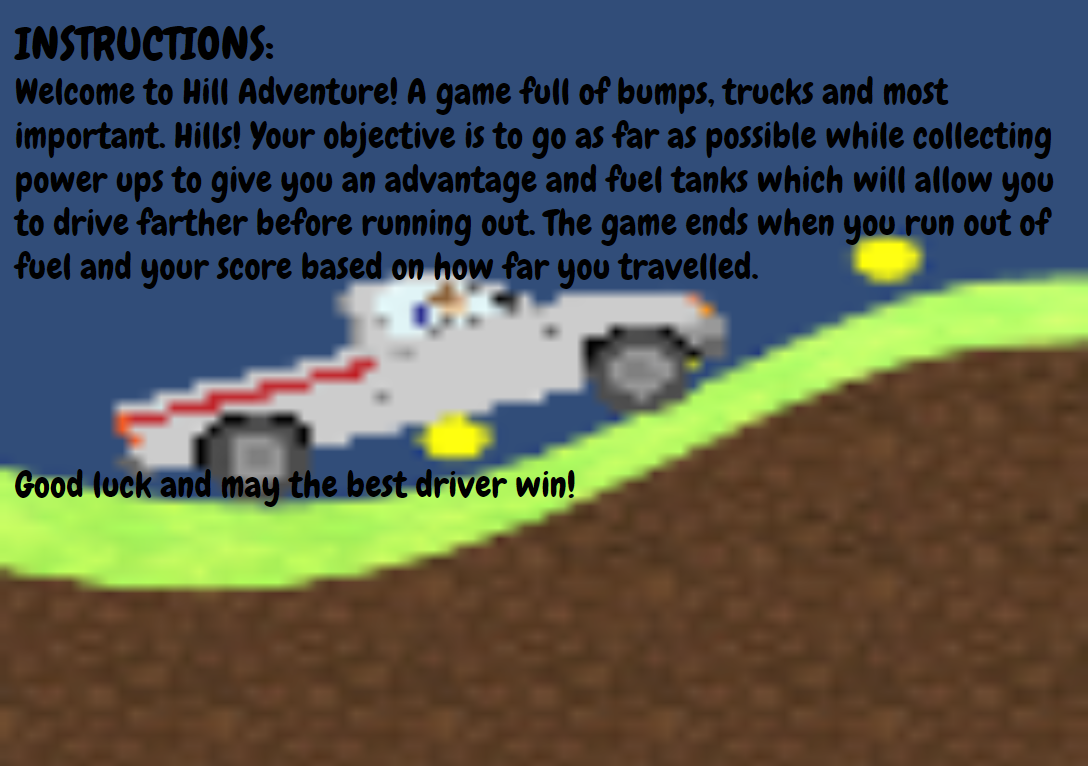 INSTRUCTIONS:
Welcome to Hill Adventure! A game full of bumps, trucks and most
important. Hills! Your objective is to go as far as possible while collecting
power ups to give you an advantage and fuel tanks which will allow you
to drive farther before running out. The game ends when you run out of
fuel and your score based on how far you travelled.
Good luck and may the best driver win!